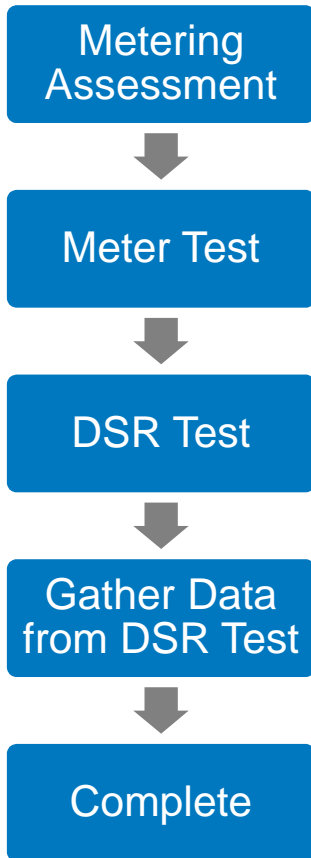 Metering
Assessment
Meter Test
DSR Test
Gather Data
from DSR Test
Complete